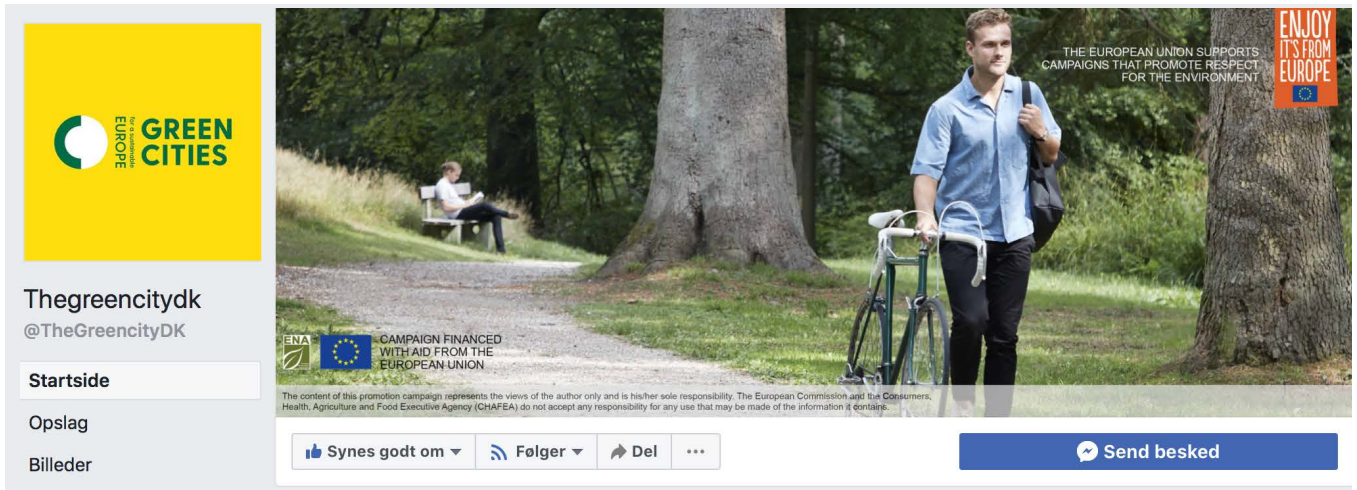 for a sustainable
EUROPE
GREEN
CITIES
Thegreencitydk
@TheGreencityDK
Startside
Opslag
Billeder
THE EUROPEAN UNION SUPPORTS
CAMPAIGNS THAT PROMOTE RESPECT
FOR THE ENVIRONMENT
ENJOY
IT'S FROM
EUROPE
ENA
CAMPAIGN FINANCED
WITH AID FROM THE
EUROPEAN UNION
The content of this promotion campaign represents the views of the author only and is his/her sole responsibility. The European Commission and the Consumers,
Health, Agriculture and Food Executive Agency (CHAFEA) do not accept any responsibility for any use that may be made of the information it contains.
Synes godt om
Følger
Del
Send besked